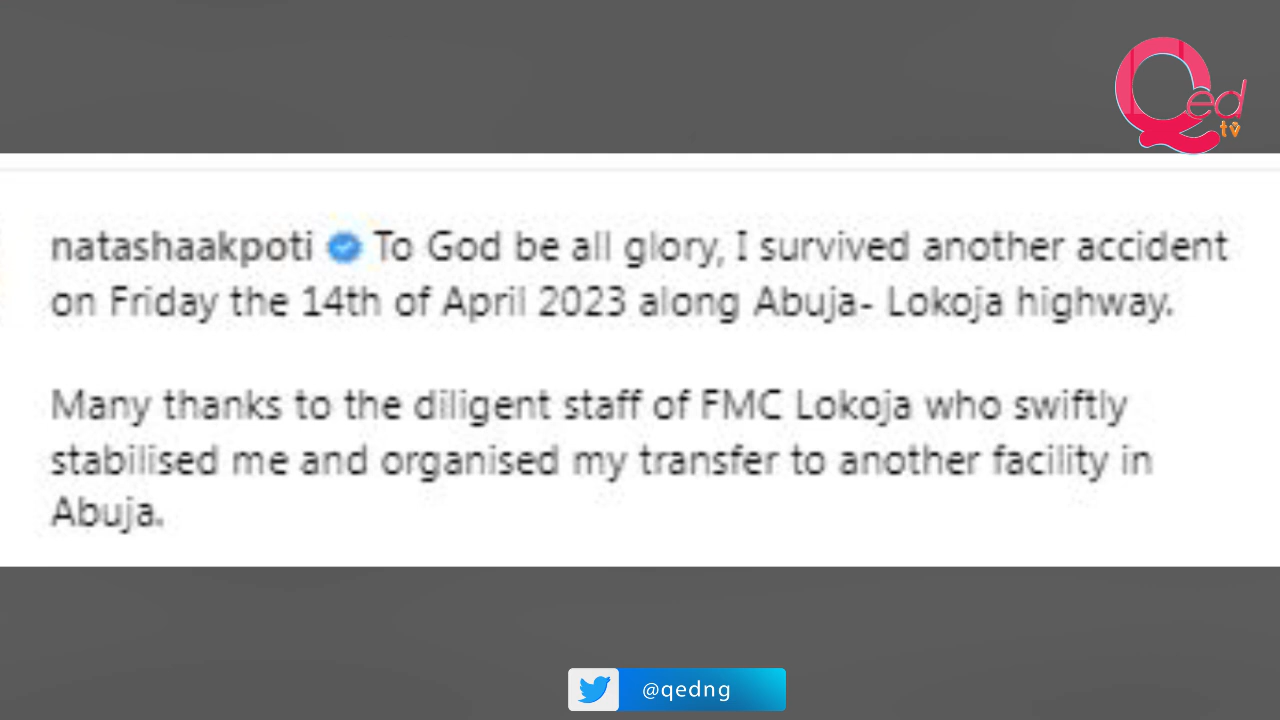 Qed
tv
natashaakpoti To God be all glory, I survived another accident
on Friday the 14th of April 2023 along Abuja- Lokoja highway.
Many thanks to the diligent staff of FMC Lokoja who swiftly
stabilised me and organised my transfer to another facility in
Abuja.
@qedng